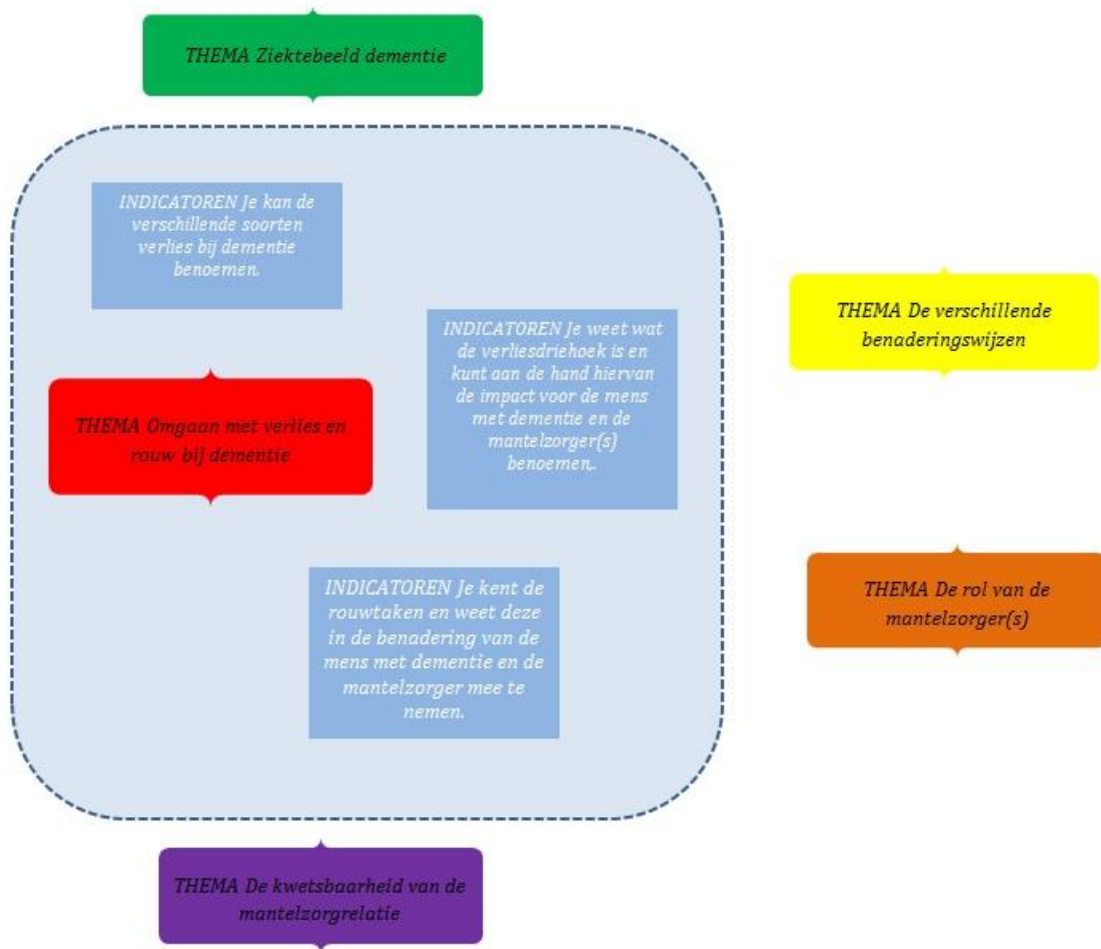 THEMA Ziektebeeld dementie
INDICATOREN Je kan de
verschillende soorten
verlies bij dementie
benoemen.
THEMA De verschillende
benaderingswijzen
INDICATOREN Je weet wat
de verliesdriehoek is en
kunt aan de hand hiervan
de impact voor de mens
met dementie en de
mantelzorger(s)
benoemen,.
THEMA Omgaan met verlies en
rouw bij dementie
THEMA De rol van de
mantelzorger(s)
INDICATOREN Je kent de
rouwtaken en weet deze
in de benadering van de
mens met dementie en de
mantelzorger mee te
nemen.
THEMA De kwetsbaarheid van de
mantelzorgrelatie